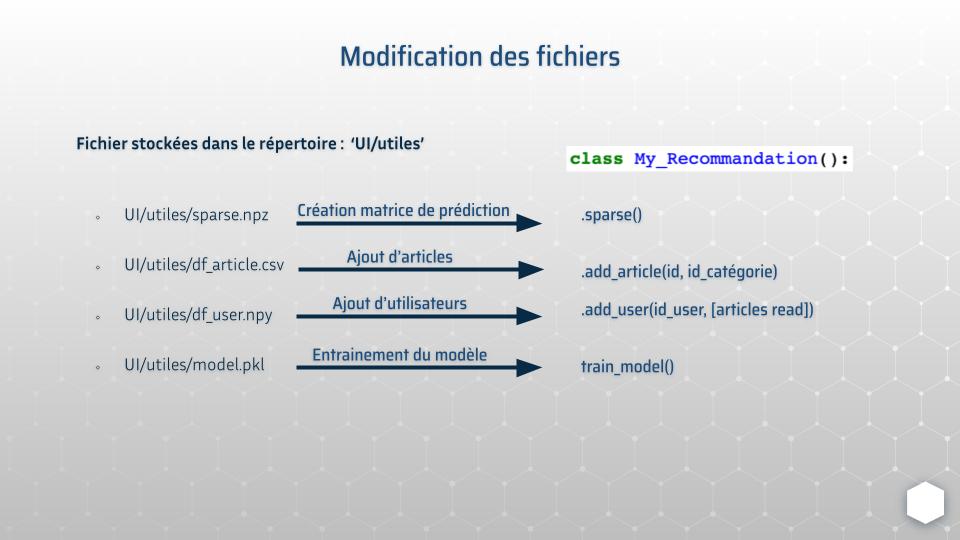 Modification des fichiers
Fichier stockées dans le répertoire : ‘UI/utiles’
class My_Recommandation():
◦ UI/utiles/sparse.npz
Création matrice de prédiction
.sparse()
◦ UI/utiles/df_article.csv
Ajout d’articles
.add_article(id, id_catégorie)
◦ UI/utiles/df_user.npy
Ajout d’utilisateurs
.add_user(id_user, [articles read])
◦ UI/utiles/model.pkl
Entrainement du modèle
train_model()